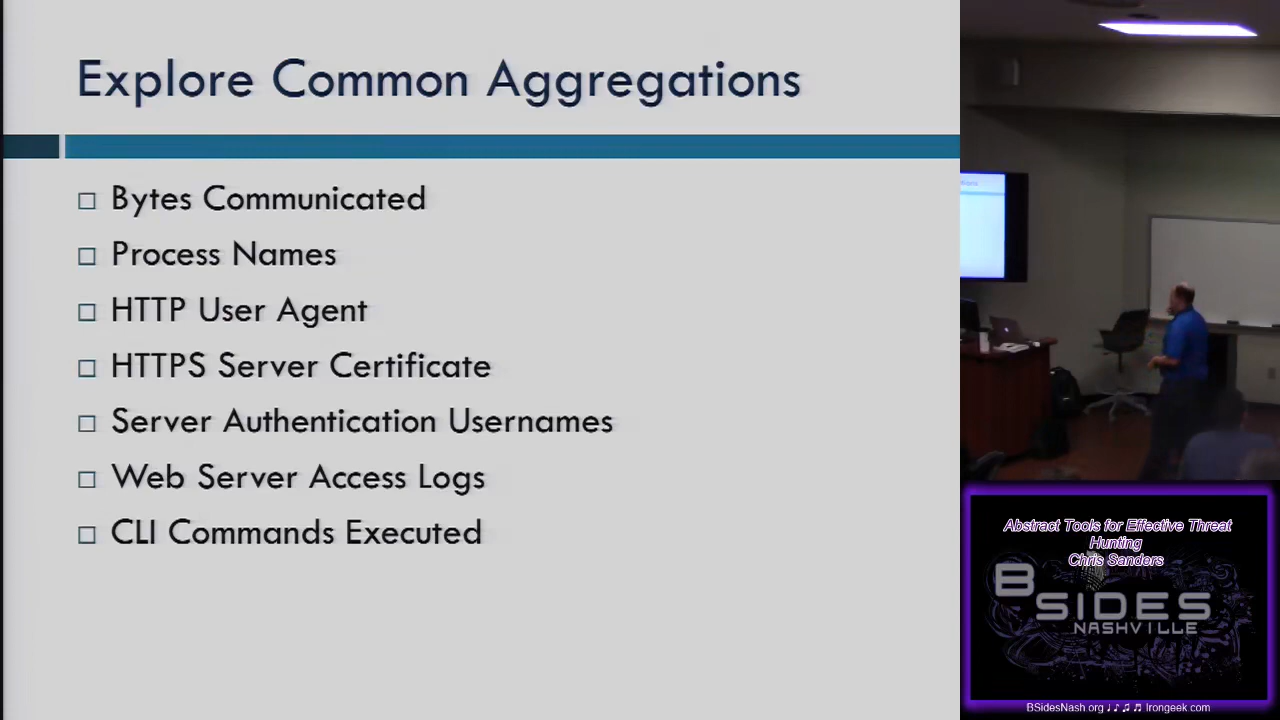 Explore Common Aggregations
Bytes Communicated
Process Names
HTTP User Agent
HTTPS Server Certificate
Server Authentication Usernames
Web Server Access Logs
CLI Commands Executed
Abstract Tools for Effective Threat
Hunting
Chris Sanders
BSIDES
NASHVILLE
BSidesNash.org ♩♪♫♬ Irongeek.com